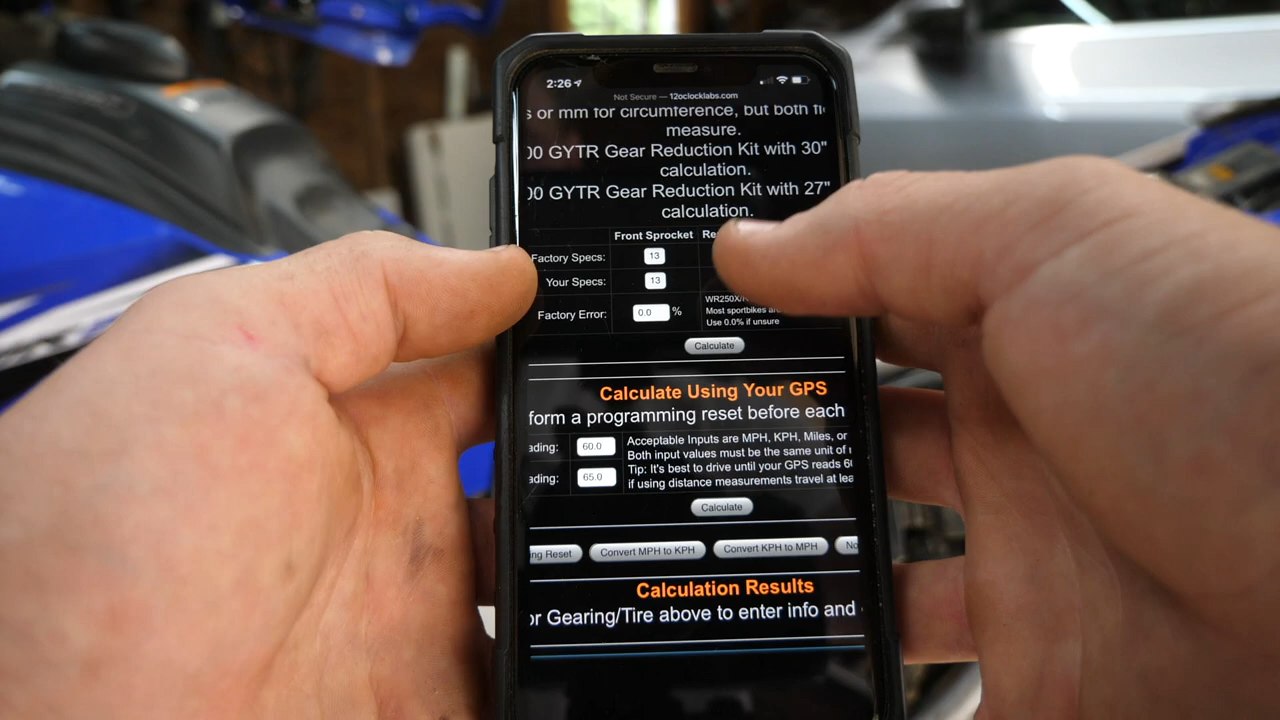 2:26
Not Secure — 12oclocklabs.com
s or mm for circumference, but both
measure.
00 GYTR Gear Reduction Kit with 30"
calculation.
00 GYTR Gear Reduction Kit with 27"
calculation.
Front Sprocket Re
Factory Specs: 13
Your Specs: 13
Factory Error: 0.0 %
WR250X/
Most sportbikes
Use 0.0% if unsure
Calculate
Calculate Using Your GPS
form a programming reset before each
ading: 60.0
Acceptable Inputs are MPH, KPH, Miles, or
Both input values must be the same unit of
ading: 65.0
Tip: It's best to drive until your GPS reads 60
if using distance measurements travel at lea
Calculate
ng Reset Convert MPH to KPH Convert KPH to MPH No
Calculation Results
or Gearing/Tire above to enter info and